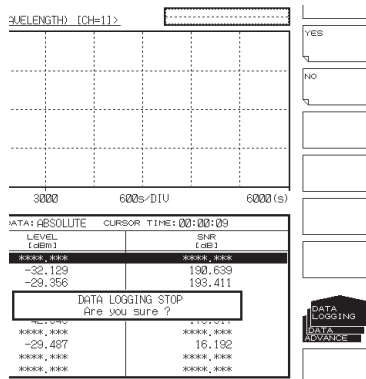 AVELENGTH) [CH=1]>
YES
NO
3000 600s/DIV 6000(s)
DATA: ABSOLUTE CURSOR TIME: 00:00:09
LEVEL SNR
[dBm] [dB]
****.*** ****.***
-32.129 190.639
-29.356 193.411
DATA LOGGING STOP
Are you sure ?
****.*** ****.***
-29.487 16.192
****.*** ****.***
****.*** ****.***
DATA
LOGGING
DATA
ADVANCE